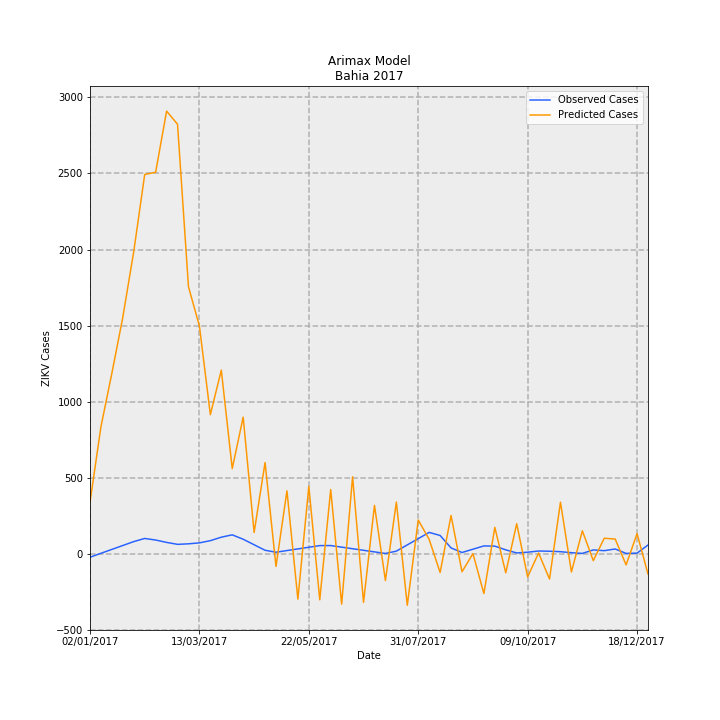 Arimax Model
Bahia 2017
Observed Cases
Predicted Cases
3000
2500
2000
1500
1000
500
0
−500
ZIKV Cases
02/01/2017 13/03/2017 22/05/2017 31/07/2017 09/10/2017 18/12/2017
Date